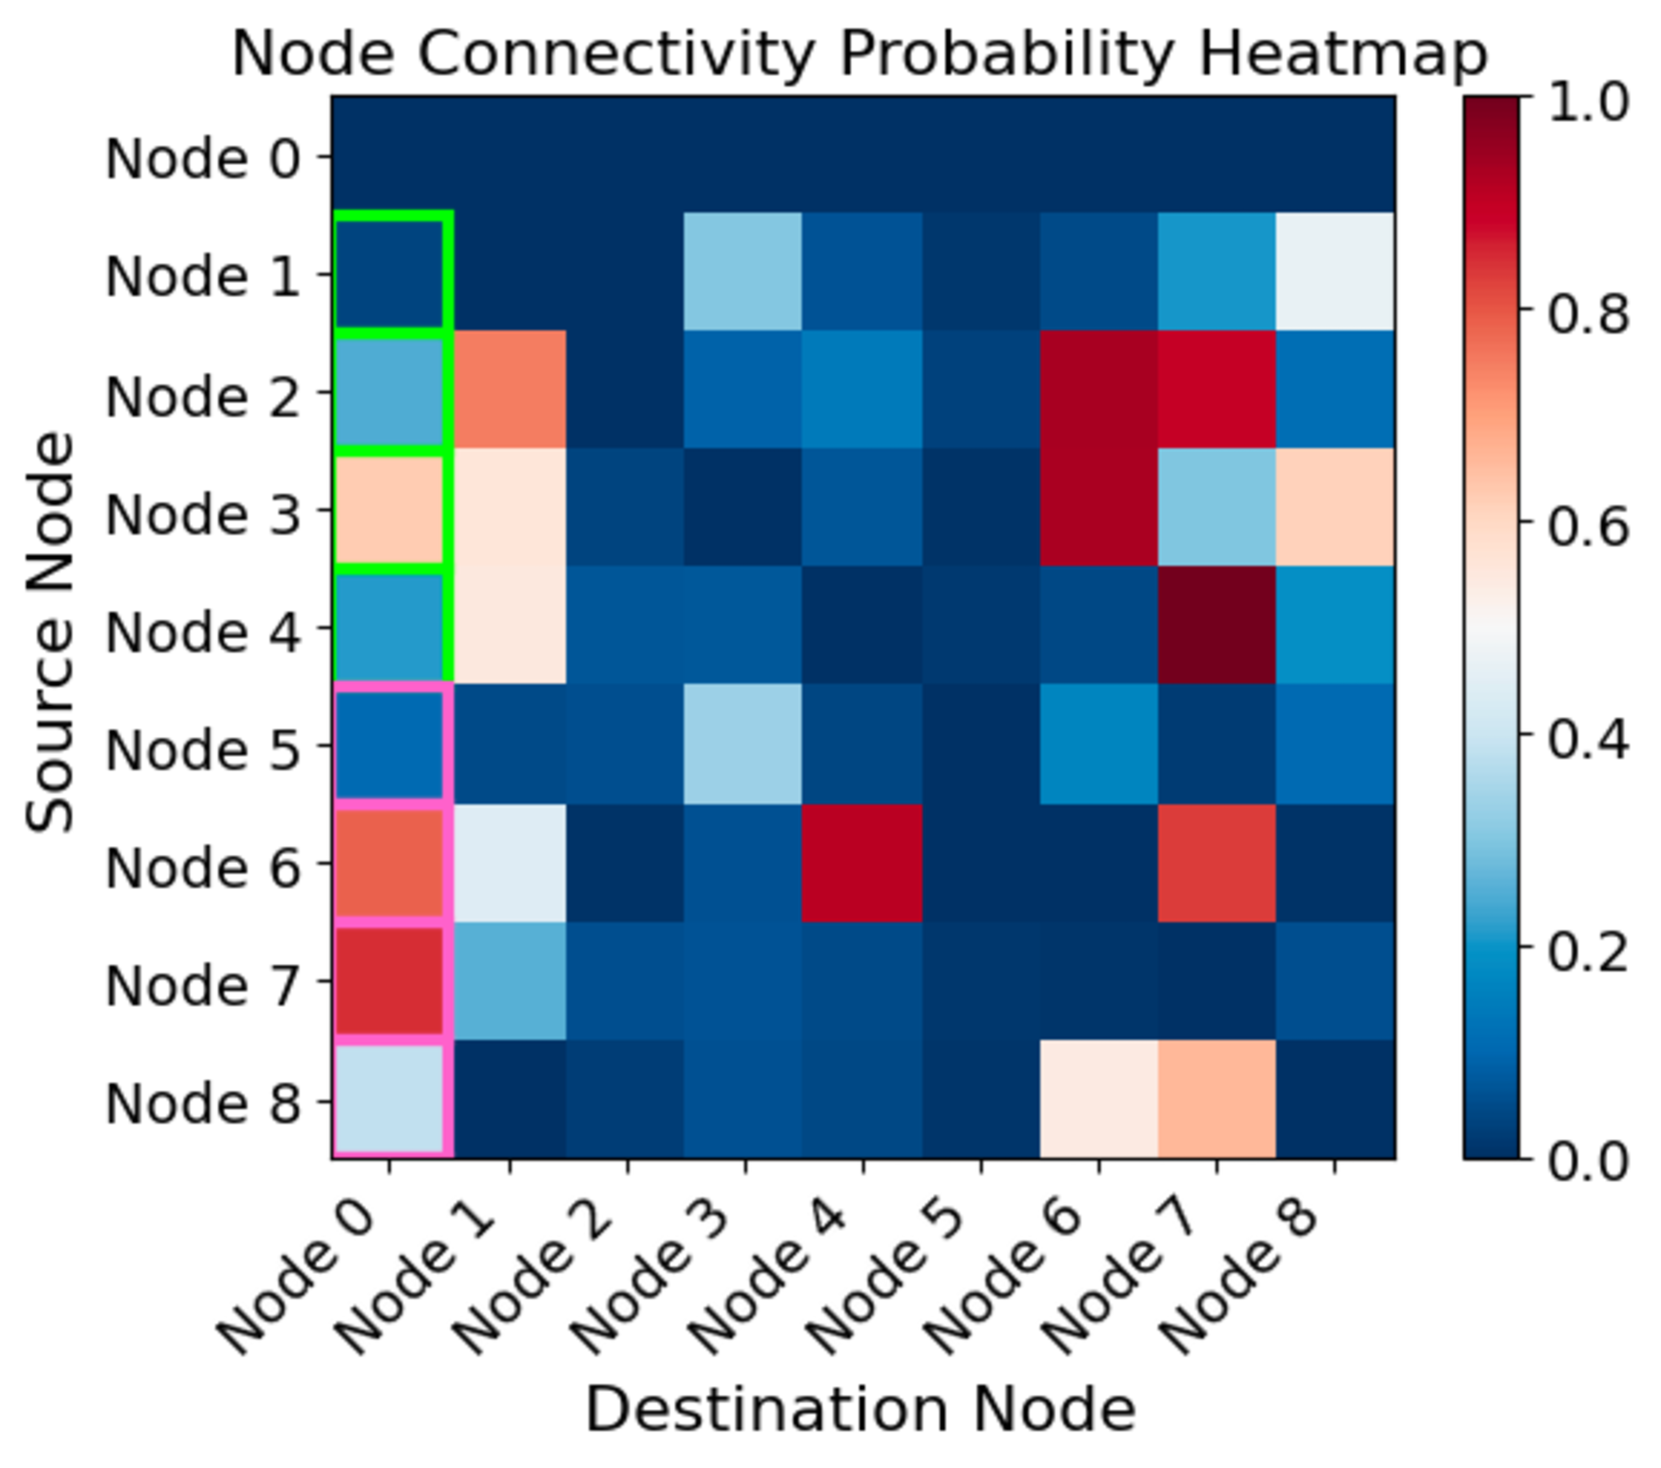 Node Connectivity Probability Heatmap
Source Node
Node 0
Node 1
Node 2
Node 3
Node 4
Node 5
Node 6
Node 7
Node 8
Node 0
Node 1
Node 2
Node 3
Node 4
Node 5
Node 6
Node 7
Node 8
Destination Node
1.0
0.8
0.6
0.4
0.2
0.0